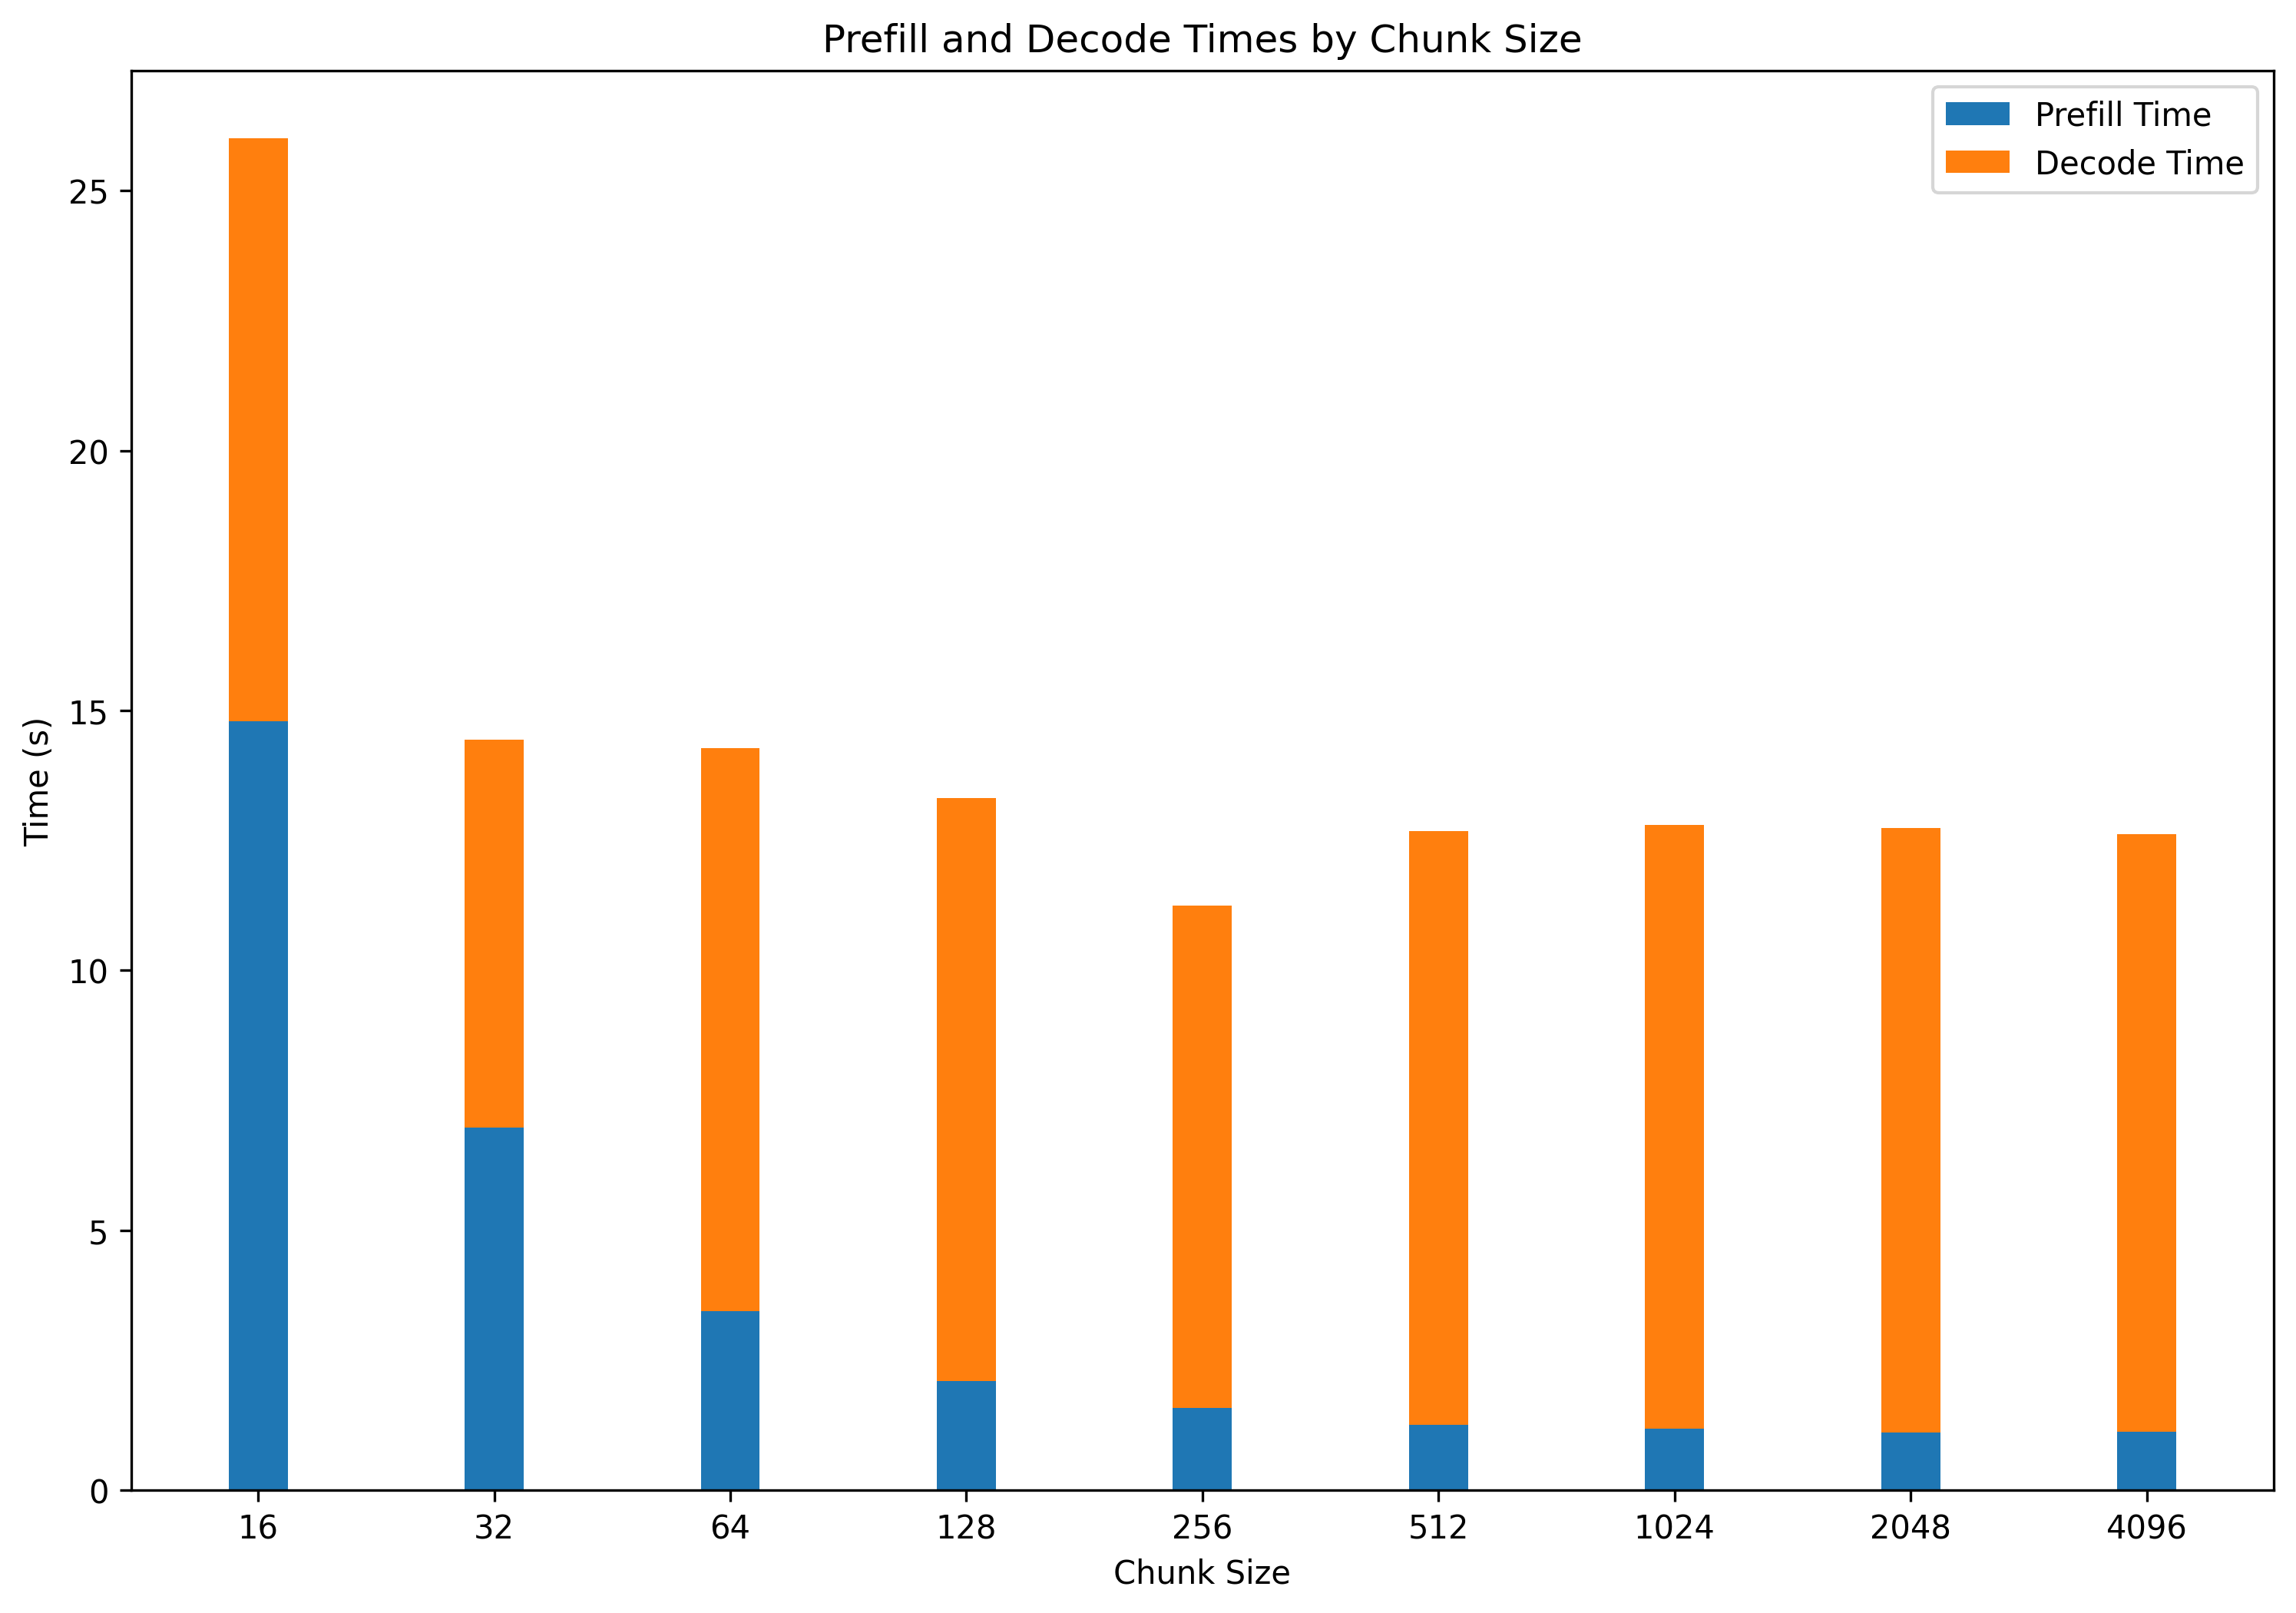 Prefill and Decode Times by Chunk Size
Prefill Time
Decode Time
25
20
15
10
5
0
Time (s)
16 32 64 128 256 512 1024 2048 4096
Chunk Size